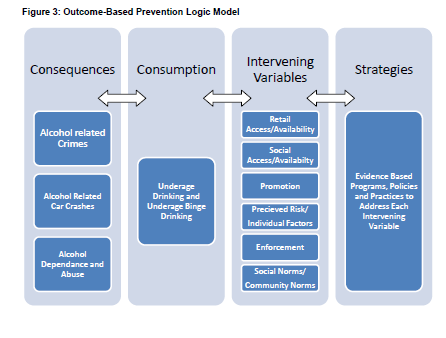 Figure 3: Outcome-Based Prevention Logic Model
Consequences
Alcohol related
Crimes
Alcohol Related
Car Crashes
Alcohol
Dependance and
Abuse
Consumption
Underage
Drinking and
Underage Binge
Drinking
Intervening
Variables
Retail
Access/Availability
Social
Access/Availabilty
Promotion
Precieved Risk/
Individual Factors
Enforcement
Social Norms/
Community Norms
Strategies
Evidence Based
Programs, Policies
and Practices to
Address Each
Intervening
Variable